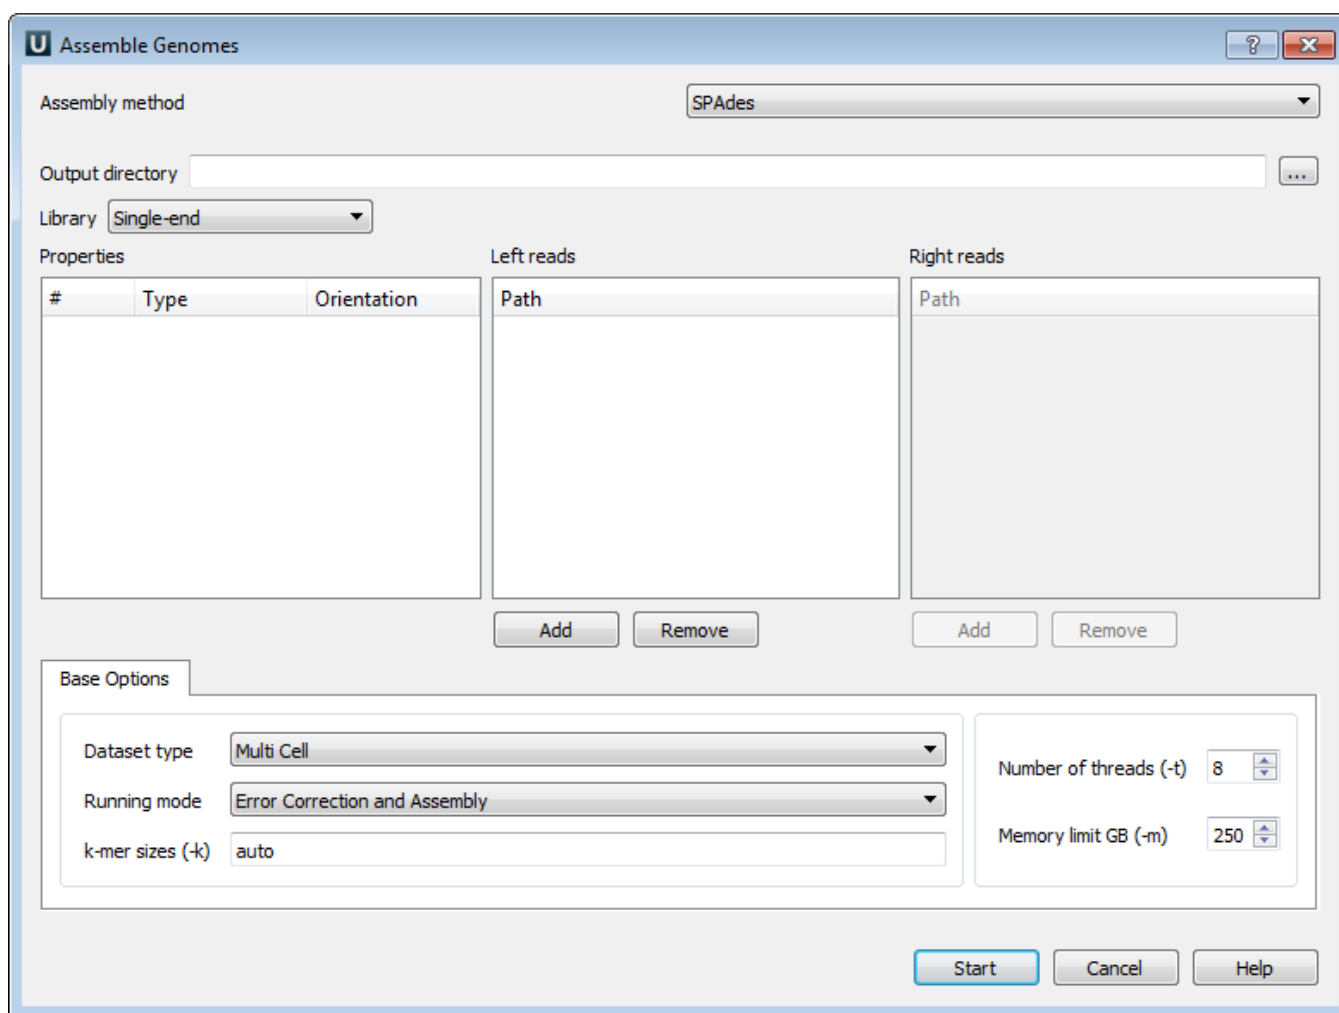 U Assemble Genomes ?
Assembly method SPAdes
Output directory ...
Library Single-end
Properties Left reads Right reads
# Type Orientation Path Path
Add Remove Add Remove
Base Options
Dataset type Multi Cell
Number of threads (-t) 8
Running mode Error Correction and Assembly
Memory limit GB (-m) 250
k-mer sizes (-k) auto
Start Cancel Help